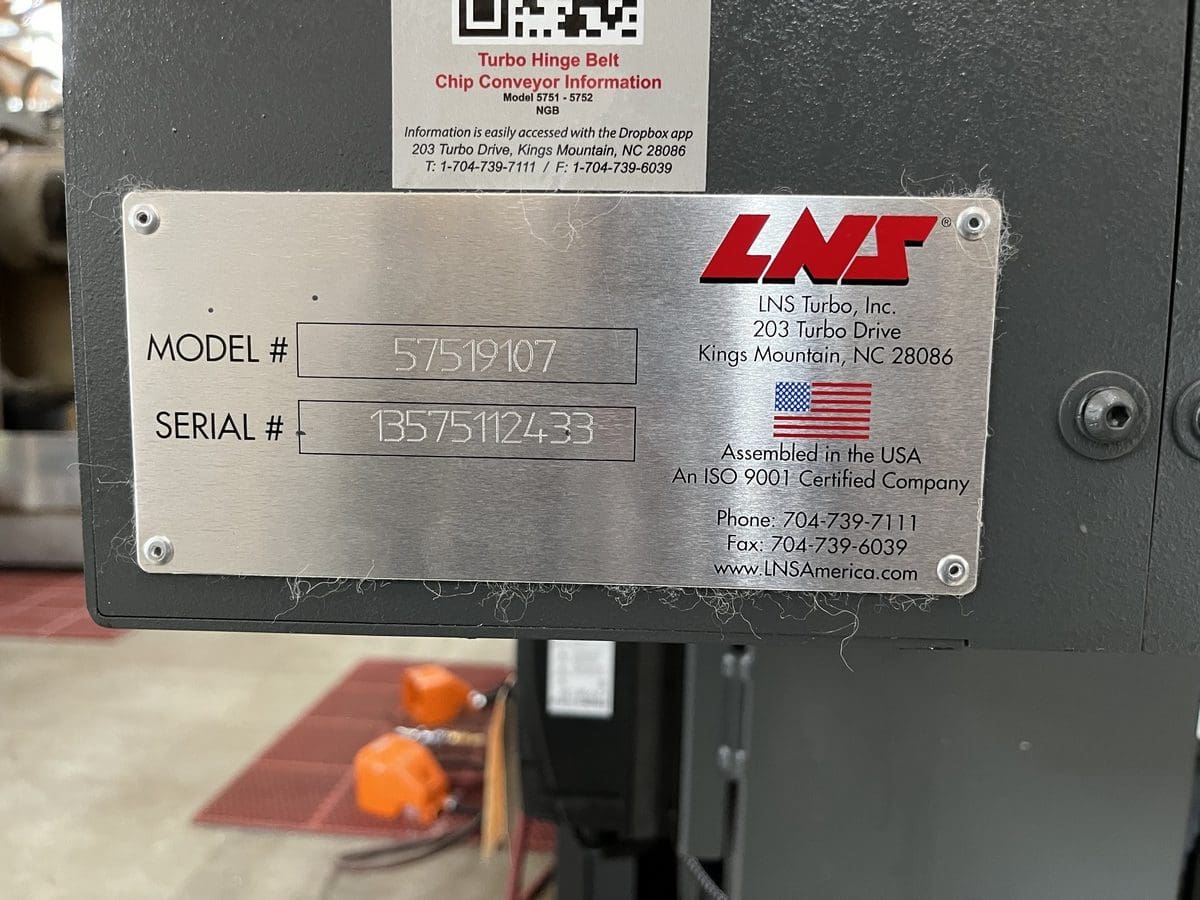 Turbo Hinge Belt
Chip Conveyor Information
Model 5751 - 5752
NGB
Information is easily accessed with the Dropbox app
203 Turbo Drive, Kings Mountain, NC 28086
T: 1-704-739-7111 / F: 1-704-739-6039
LNS®
LNS Turbo, Inc.
203 Turbo Drive
Kings Mountain, NC 28086
MODEL # 57519107
SERIAL # 13575112433
Assembled in the USA
An ISO 9001 Certified Company
Phone: 704-739-7111
Fax: 704-739-6039
www.LNSAmerica.com